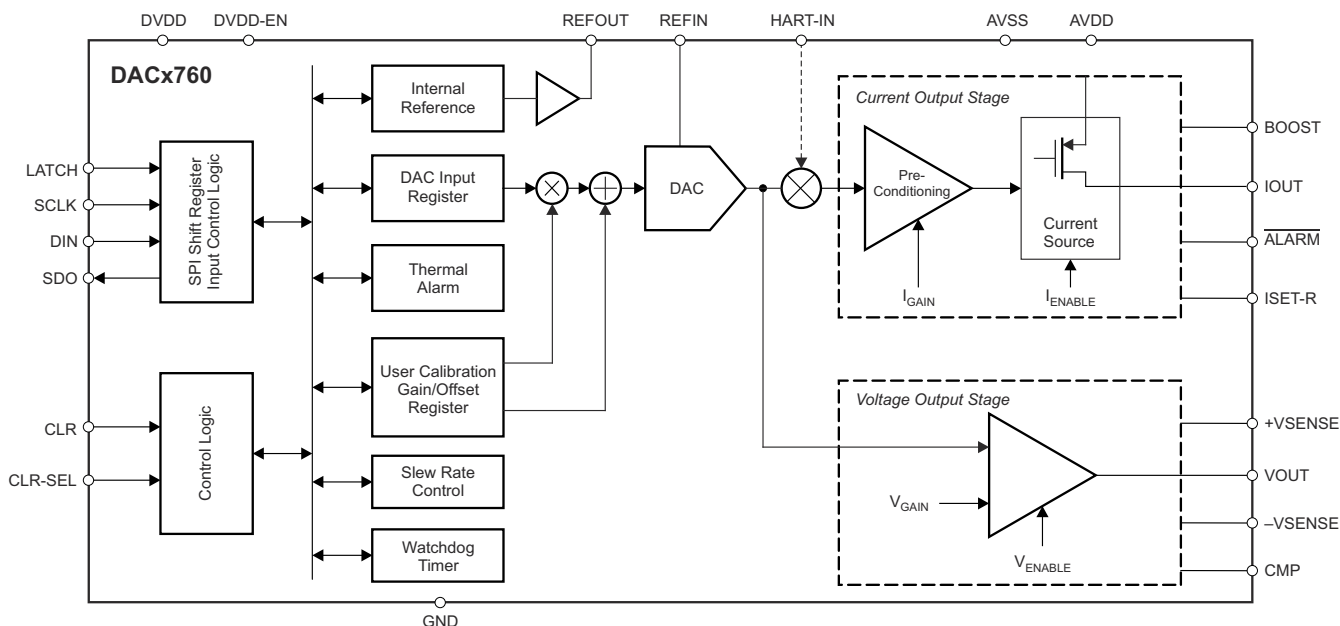 DVDD
DVDD-EN
REFOUT
REFIN
HART-IN
AVSS
AVDD
DACx760
LATCH
SCLK
DIN
SDO
SPI Shift Register
Input Control Logic
CLR
CLR-SEL
Control Logic
Internal
Reference
DAC Input
Register
Thermal
Alarm
User Calibration
Gain/Offset
Register
Slew Rate
Control
Watchdog
Timer
DAC
Current Output Stage
Pre-
Conditioning
IGAIN
Current
Source
IENABLE
BOOST
IOUT
ALARM
ISET-R
Voltage Output Stage
VGAIN
VENABLE
+VSENSE
VOUT
–VSENSE
CMP
GND